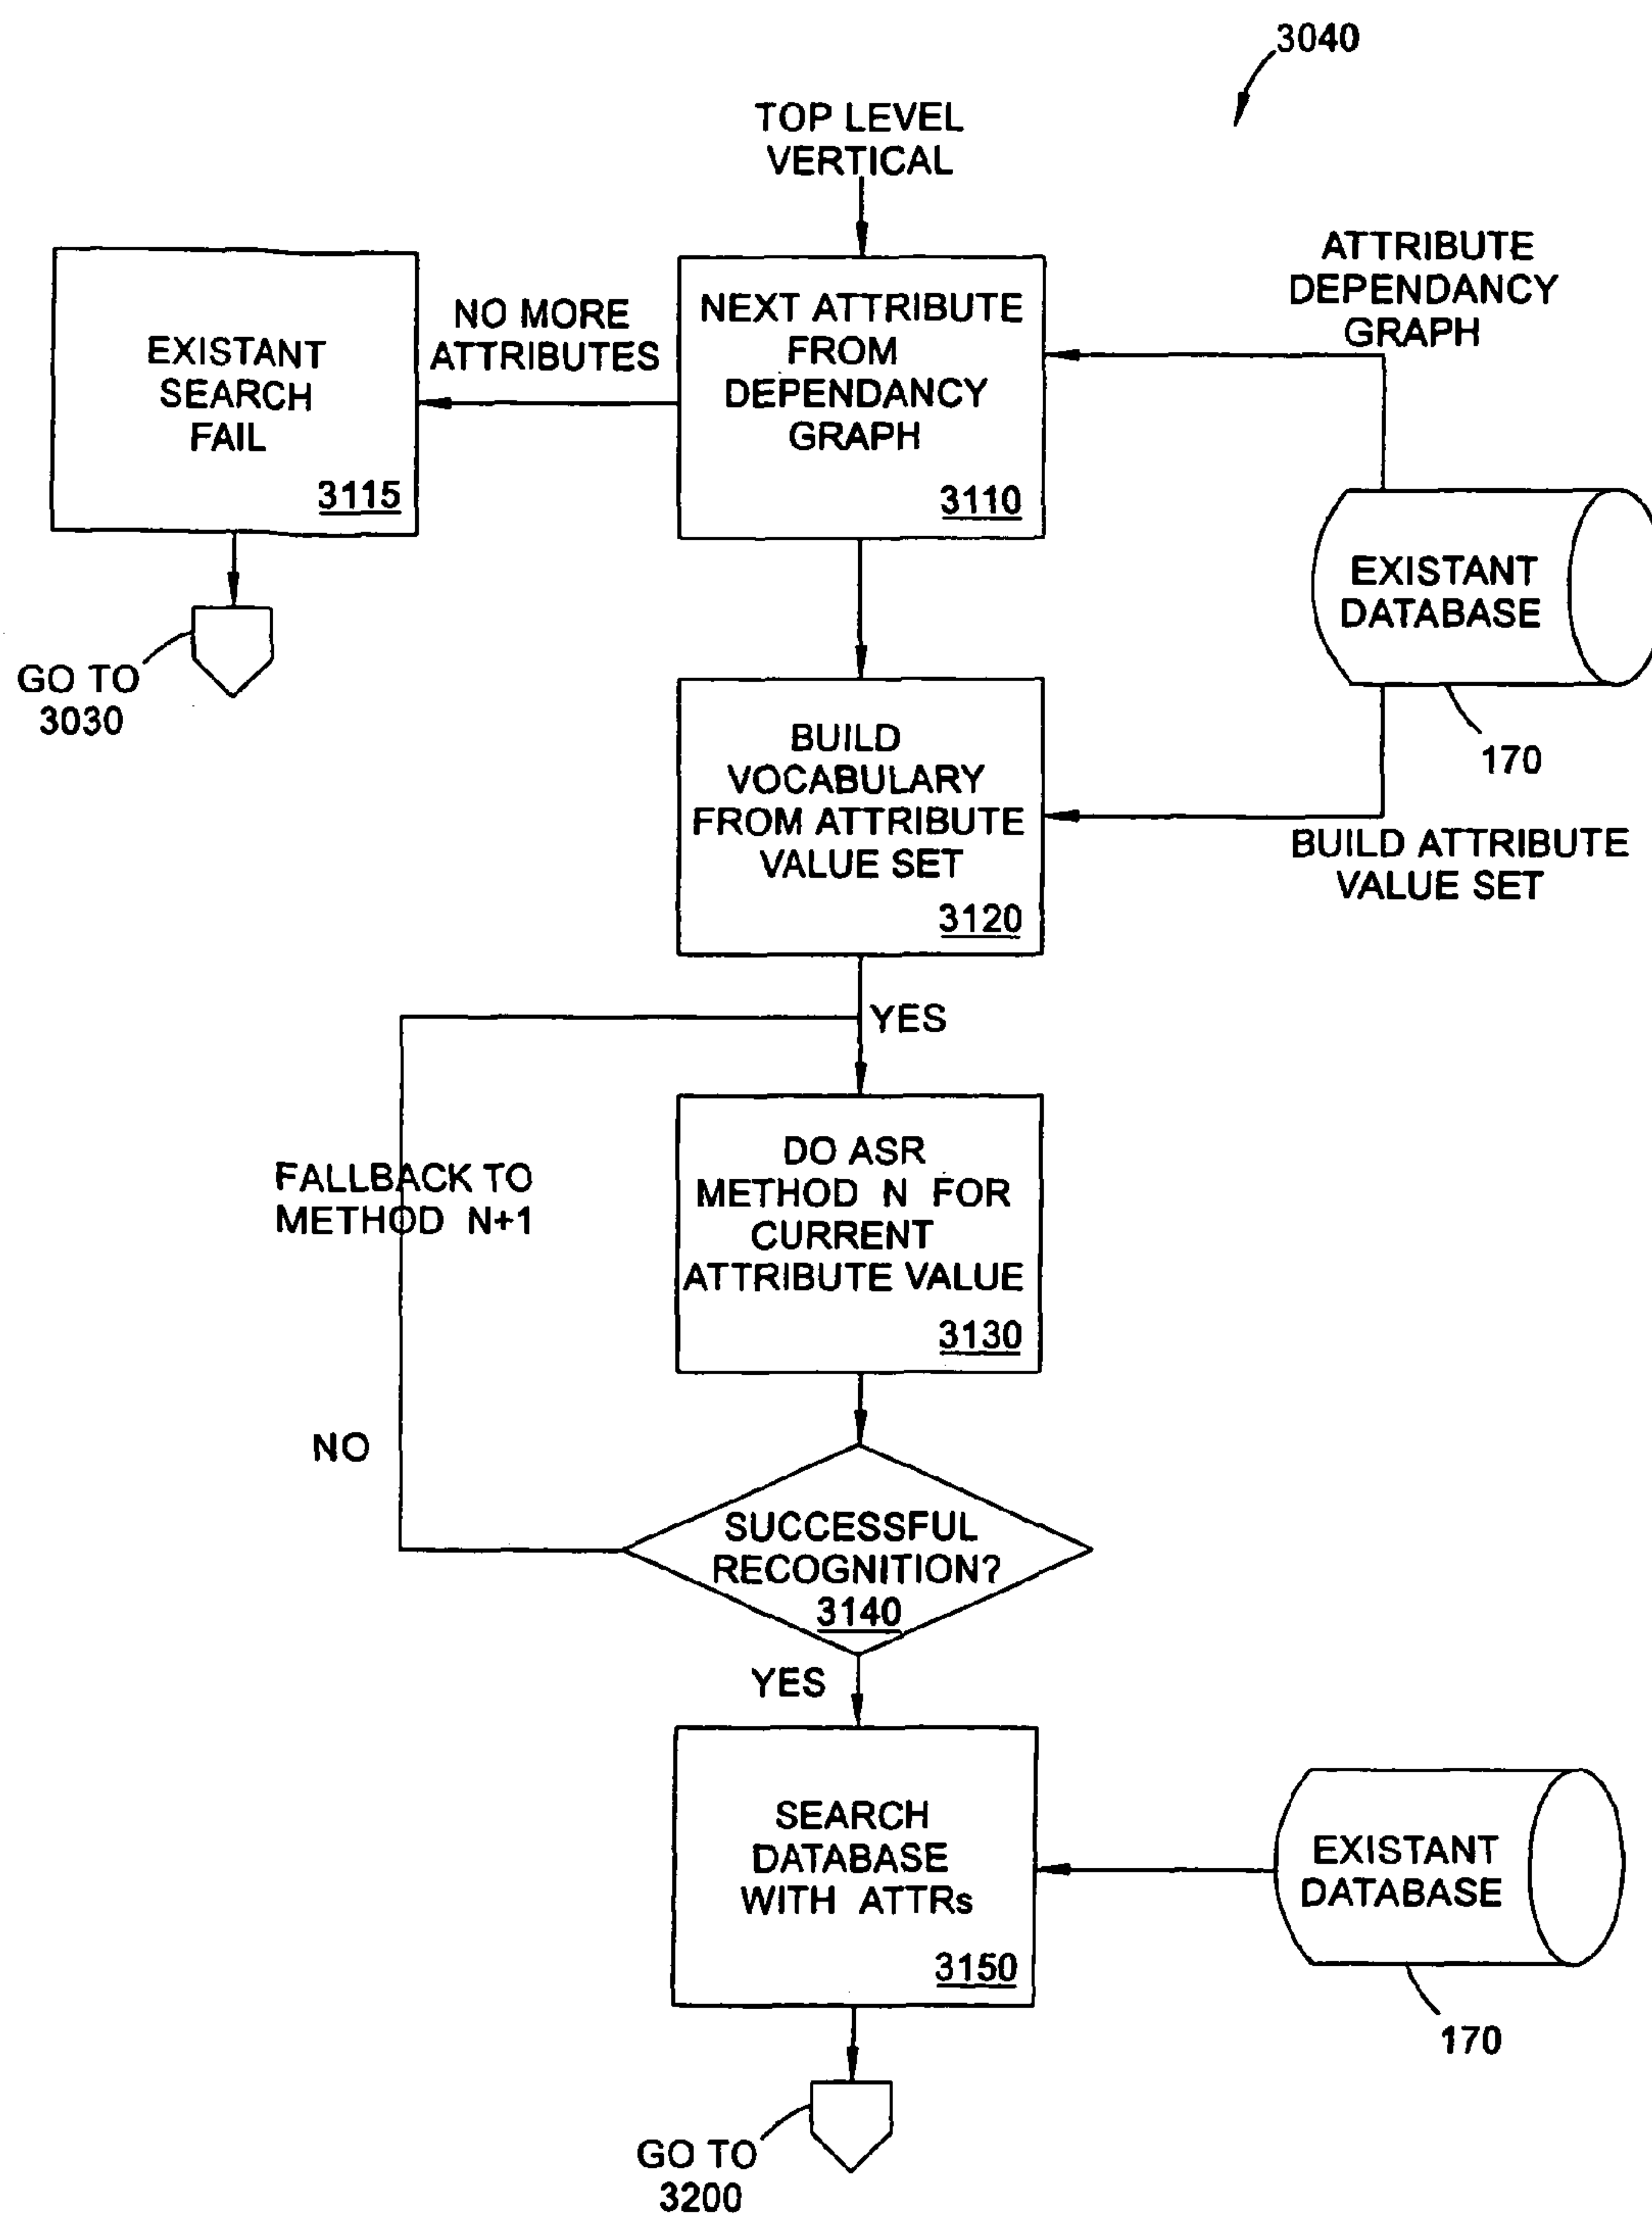 3040
TOP LEVEL
VERTICAL
ATTRIBUTE
DEPENDANCY
GRAPH
NO MORE
ATTRIBUTES
EXISTANT
SEARCH
FAIL
3115
NEXT ATTRIBUTE
FROM
DEPENDANCY
GRAPH
3110
EXISTANT
DATABASE
170
GO TO
3030
BUILD
VOCABULARY
FROM ATTRIBUTE
VALUE SET
3120
BUILD ATTRIBUTE
VALUE SET
YES
FALLBACK TO
METHOD N+1
DO ASR
METHOD N FOR
CURRENT
ATTRIBUTE VALUE
3130
NO
SUCCESSFUL
RECOGNITION?
3140
YES
SEARCH
DATABASE
WITH ATTRs
3150
EXISTANT
DATABASE
170
GO TO
3200